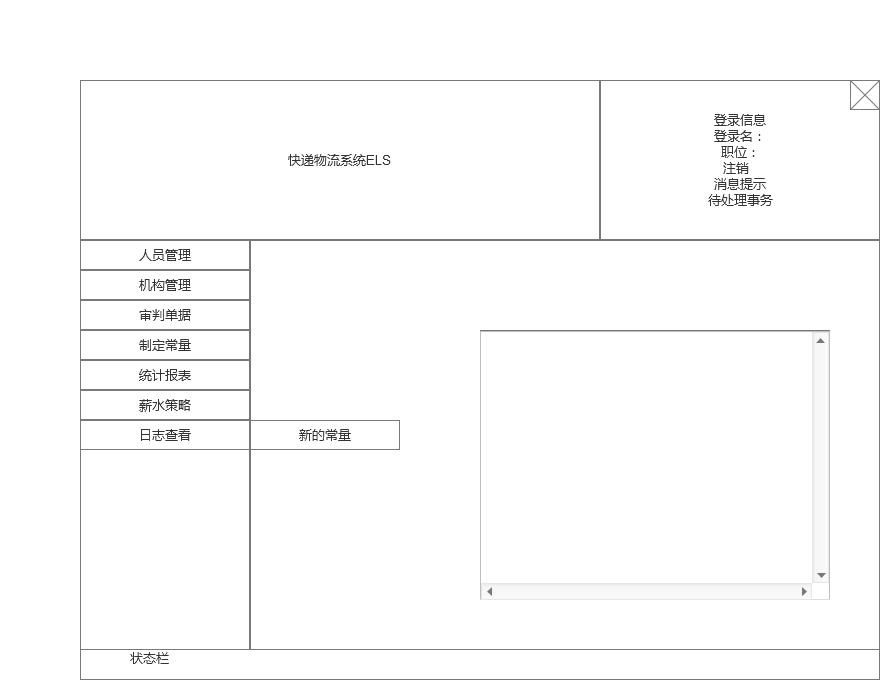 快递物流系统ELS
登录信息
登录名：
职位：
注销
消息提示
待处理事务
人员管理
机构管理
审判单据
制定常量
统计报表
薪水策略
日志查看
新的常量
状态栏